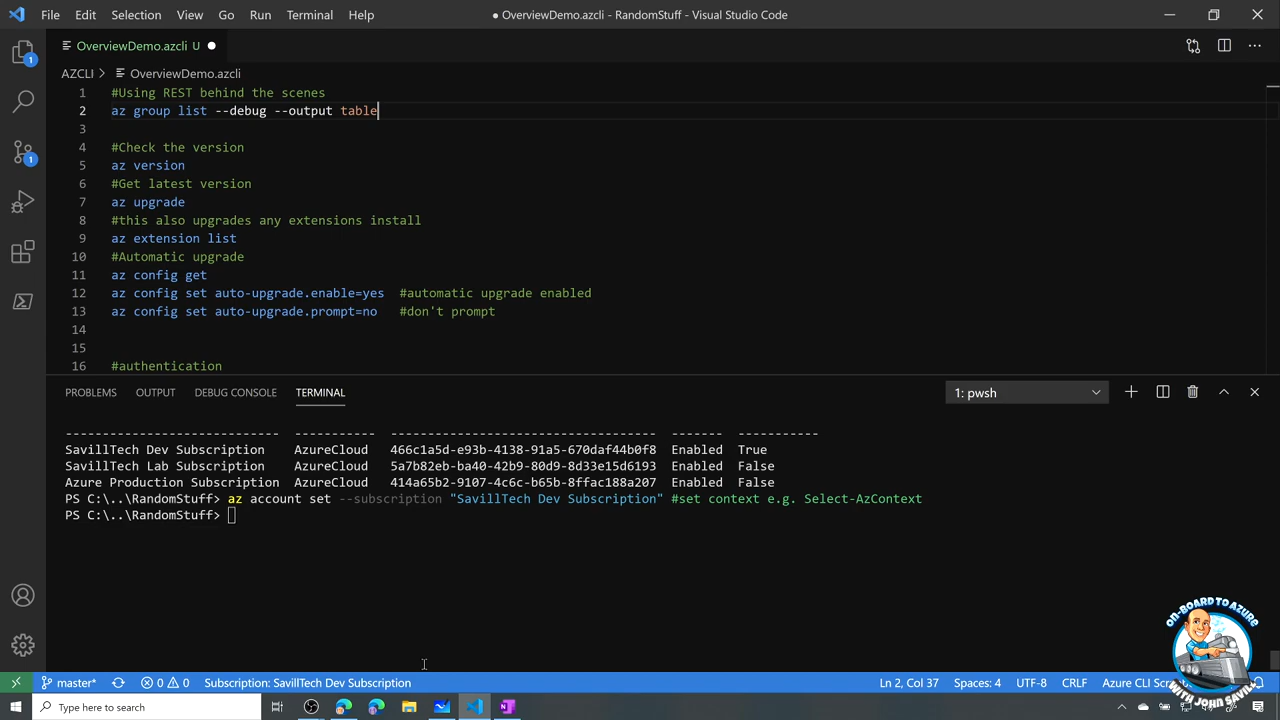 File Edit Selection View Go Run Terminal Help
● OverviewDemo.azcli - RandomStuff - Visual Studio Code
OverviewDemo.azcli U
AZCLI > OverviewDemo.azcli
1 #Using REST behind the scenes
2 az group list --debug --output table
3
4 #Check the version
5 az version
6 #Get latest version
7 az upgrade
8 #this also upgrades any extensions install
9 az extension list
10 #Automatic upgrade
11 az config get
12 az config set auto-upgrade.enable=yes #automatic upgrade enabled
13 az config set auto-upgrade.prompt=no #don't prompt
14
15
16 #authentication
PROBLEMS OUTPUT DEBUG CONSOLE TERMINAL
1: pwsh
---------------------------- ----------- ------------------------------------ ------- -----------
SavillTech Dev Subscription AzureCloud 466c1a5d-e93b-4138-91a5-670daf44b0f8 Enabled True
SavillTech Lab Subscription AzureCloud 5a7b82eb-ba40-42b9-80d9-8d33e15d6193 Enabled False
Azure Production Subscription AzureCloud 414a65b2-9107-4c6c-b65b-8ffac188a207 Enabled False
PS C:\..\RandomStuff> az account set --subscription "SavillTech Dev Subscription" #set context e.g. Select-AzContext
PS C:\..\RandomStuff>
ON-BOARD TO AZURE
WITH JOHN SAVILL
master* 0 0 Subscription: SavillTech Dev Subscription
Ln 2, Col 37 Spaces: 4 UTF-8 CRLF Azure CLI Scr
Type here to search